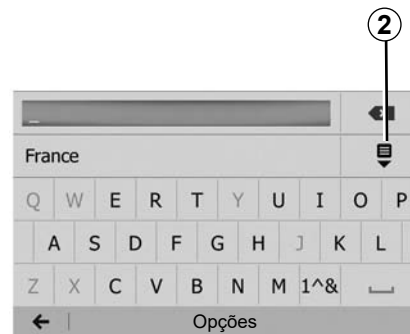 2
_
France
Q W E R T Y U I O P
A S D F G H J K L
Z X C V B N M 1^&
Opções